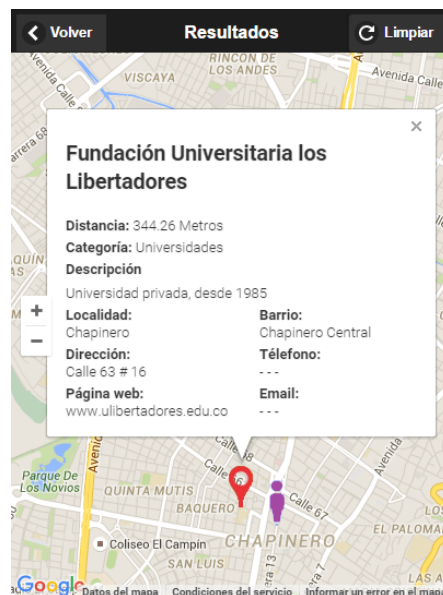 Volver
Resultados
Limpiar
RINCON DE
LOS ANDES
VISCAYA
Avenida Calle
Avenida Calle
Carrera 68
×
Fundación Universitaria los
Libertadores
Distancia: 344.26 Metros
Categoría: Universidades
Descripción
Universidad privada, desde 1985
Localidad: Barrio:
Chapinero Chapinero Central
Dirección: Télefono:
Calle 63 # 16 - - -
Página web: Email:
www.ulibertadores.edu.co - - -
+
−
Parque De
Los Novios
QUINTA MUTIS
BAQUERO
Calle 67
EL PALOMA
Coliseo El Campín
CHAPINERO
SAN LUIS
Google
Datos del mapa
Condiciones del servicio
Informar un error en el mapa